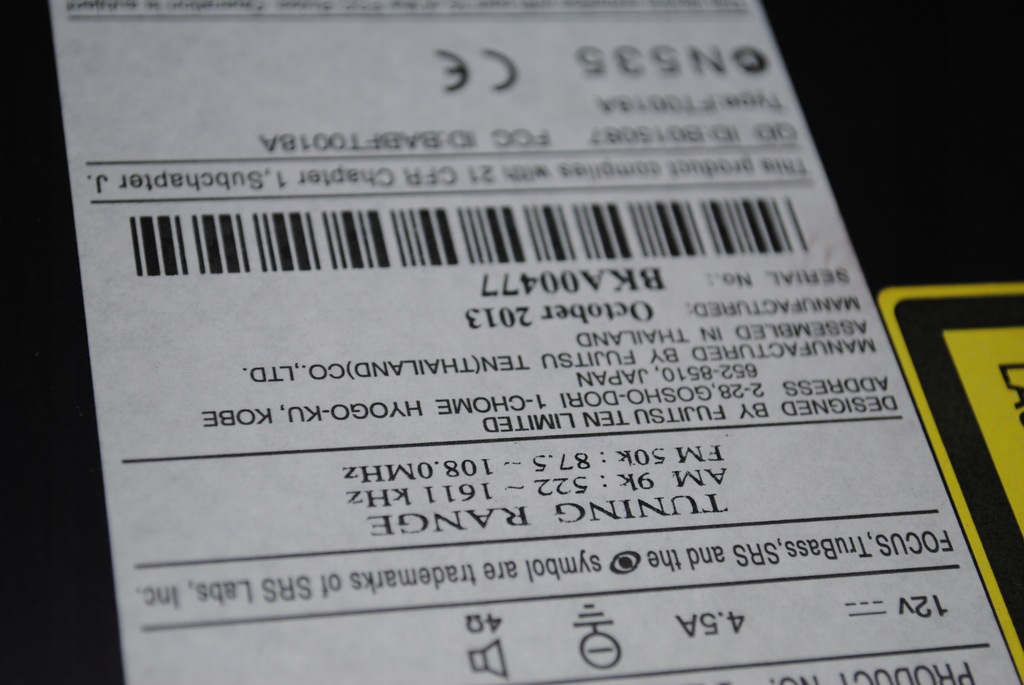 PRODUCT NO.
12v 4.5A 4Ω
FOCUS,TruBass,SRS and the symbol are trademarks of SRS Labs, Inc.
TUNING RANGE
AM 9k : 522 ~ 1611 kHz
FM 50k : 87.5 ~ 108.0MHz
DESIGNED BY FUJITSU TEN LIMITED
ADDRESS 2-28,GOSHO-DORI 1-CHOME HYOGO-KU, KOBE
652-8510, JAPAN
MANUFACTURED BY FUJITSU TEN(THAILAND)CO.,LTD.
ASSEMBLED IN THAILAND
MANUFACTURED: October 2013
SERIAL No.: BKA00477
This product complies with 21 CFR Chapter 1,Subchapter J.
QD ID:B015087 FCC ID:BABFT0018A
Type:FT0018A
N535 CE